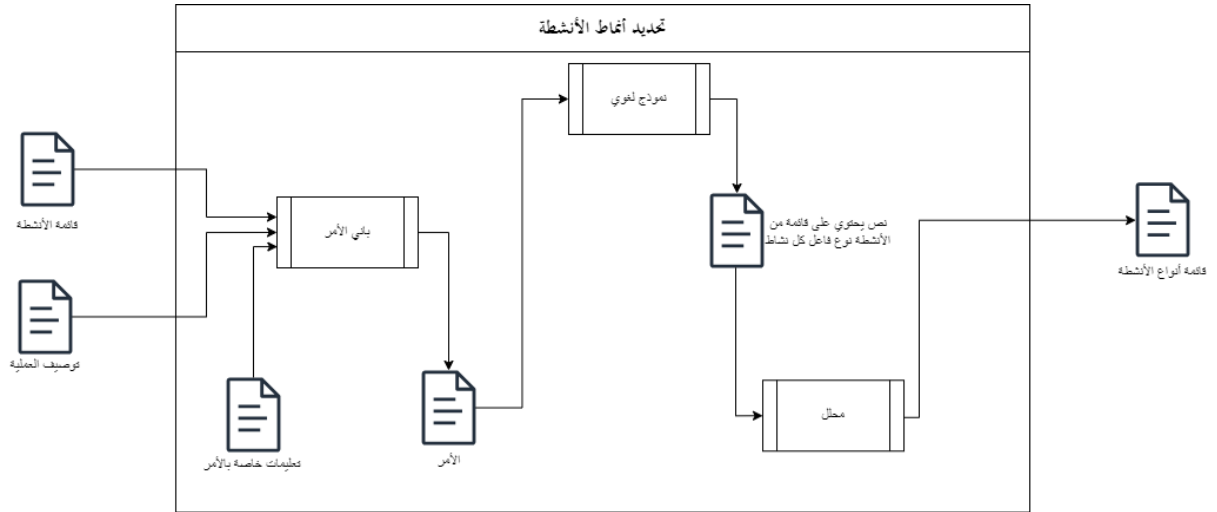 تحديد أنماط الأنشطة
نموذج لغوي
قائمة الأنشطة
باني الأمر
نص يحتوي على قائمة من
الأنشطة نوع فاعل كل نشاط
قائمة أنواع الأنشطة
توصيف العملية
تعليمات خاصة بالأمر
الأمر
محلل